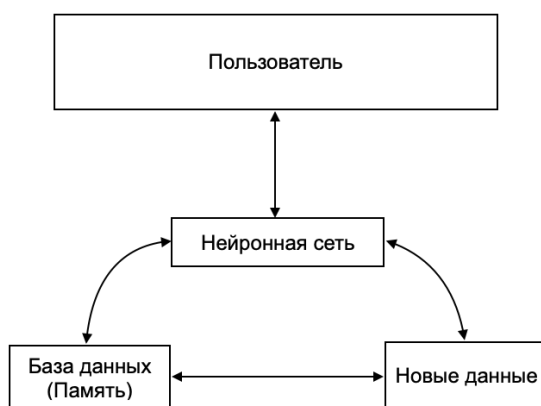 Пользователь
Нейронная сеть
База данных
(Память)
Новые данные